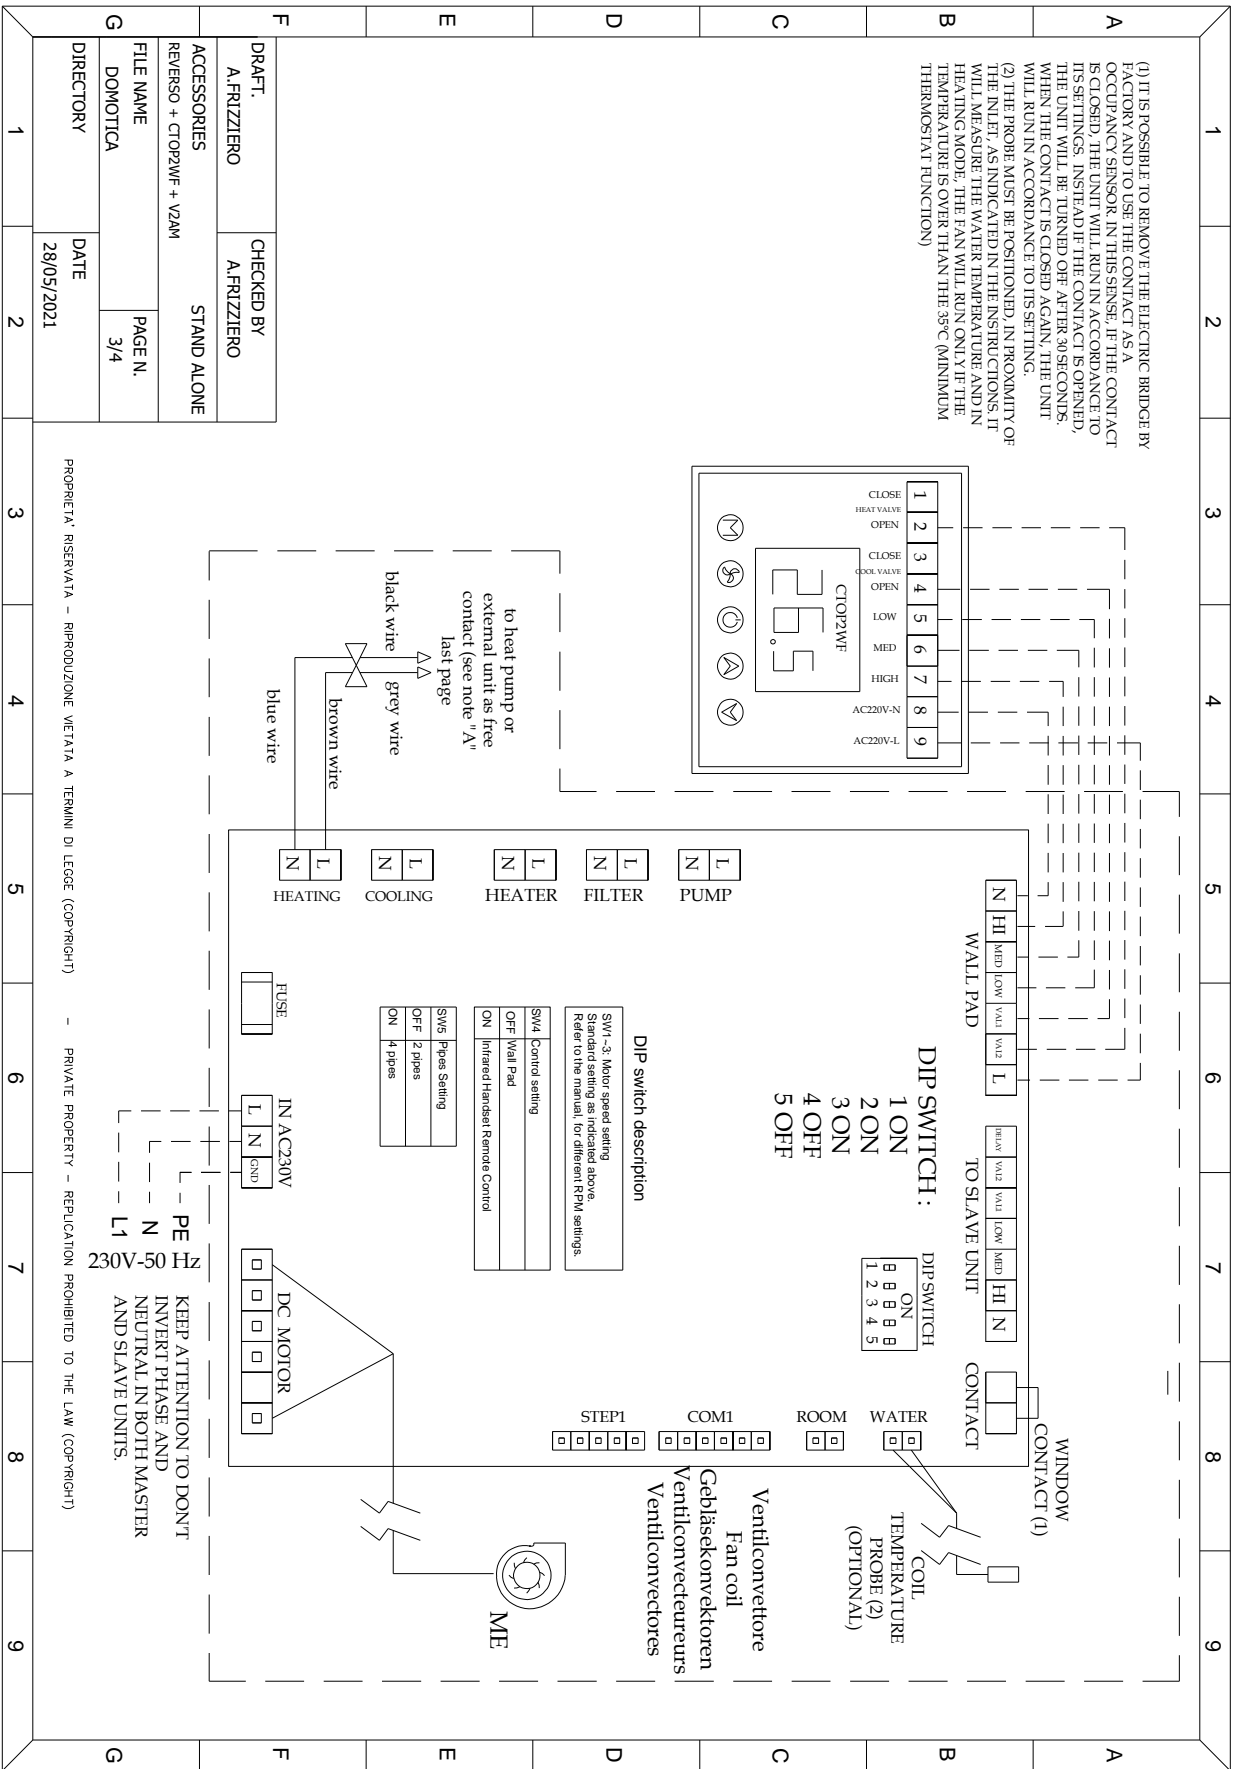 1
2
3
4
5
6
7
8
9
A
B
C
D
E
F
G
(1) IT IS POSSIBLE TO REMOVE THE ELECTRIC BRIDGE BY
FACTORY AND TO USE THE CONTACT AS A
OCCUPANCY SENSOR. IN THIS SENSE, IF THE CONTACT
IS CLOSED, THE UNIT WILL RUN IN ACCORDANCE TO
ITS SETTINGS. INSTEAD IF THE CONTACT IS OPENED,
THE UNIT WILL BE TURNED OFF AFTER 30 SECONDS.
WHEN THE CONTACT IS CLOSED AGAIN, THE UNIT
WILL RUN IN ACCORDANCE TO ITS SETTING.
(2) THE PROBE MUST BE POSITIONED, IN PROXIMITY OF
THE INLET, AS INDICATED IN THE INSTRUCTIONS. IT
WILL MEASURE THE WATER TEMPERATURE AND IN
HEATING MODE, THE FAN WILL RUN ONLY IF THE
TEMPERATURE IS OVER THAN THE 35°C (MINIMUM
THERMOSTAT FUNCTION)
1 2 3 4 5 6 7 8 9
CLOSE
HEAT VALVE
OPEN
CLOSE
COOL VALVE
OPEN
LOW
MED
HIGH
AC220V-N
AC220V-L
CTOP2WF
26.5
M
N HI MED LOW VAL1 VAL2 L
WALL PAD
DELAY VAL2 VAL1 LOW MED HI N
TO SLAVE UNIT
CONTACT
WINDOW
CONTACT (1)
DIP SWITCH :
1 ON
2 ON
3 ON
4 OFF
5 OFF
DIP SWITCH
ON
1 2 3 4 5
WATER
ROOM
COM1
STEP1
COIL
TEMPERATURE
PROBE (2)
(OPTIONAL)
Ventilconvettore
Fan coil
Gebläsekonvektoren
Ventilconvecteureurs
Ventilconvectores
L
N
PUMP
L
N
FILTER
L
N
HEATER
L
N
COOLING
L
N
HEATING
DIP switch description
SW1~3: Motor speed setting
Standard setting as indicated above.
Refer to the manual, for different RPM settings.
SW4 Control setting
OFF Wall Pad
ON Infrared Handset Remote Control
SW5 Pipes Setting
OFF 2 pipes
ON 4 pipes
to heat pump or
external unit as free
contact (see note "A"
last page
black wire
grey wire
brown wire
blue wire
FUSE
IN AC230V
L N GND
DC MOTOR
ME
PE
N
L1
230V-50 Hz
KEEP ATTENTION TO DON'T
INVERT PHASE AND
NEUTRAL IN BOTH MASTER
AND SLAVE UNITS.
DRAFT.
A.FRIZZIERO
CHECKED BY
A.FRIZZIERO
ACCESSORIES
STAND ALONE
REVERSO + CTOP2WF + V2AM
FILE NAME
DOMOTICA
PAGE N.
3/4
DIRECTORY
DATE
28/05/2021
PROPRIETA' RISERVATA - RIPRODUZIONE VIETATA A TERMINI DI LEGGE (COPYRIGHT) - PRIVATE PROPERTY - REPLICATION PROHIBITED TO THE LAW (COPYRIGHT)
1
2
3
4
5
6
7
8
9
A
B
C
D
E
F
G